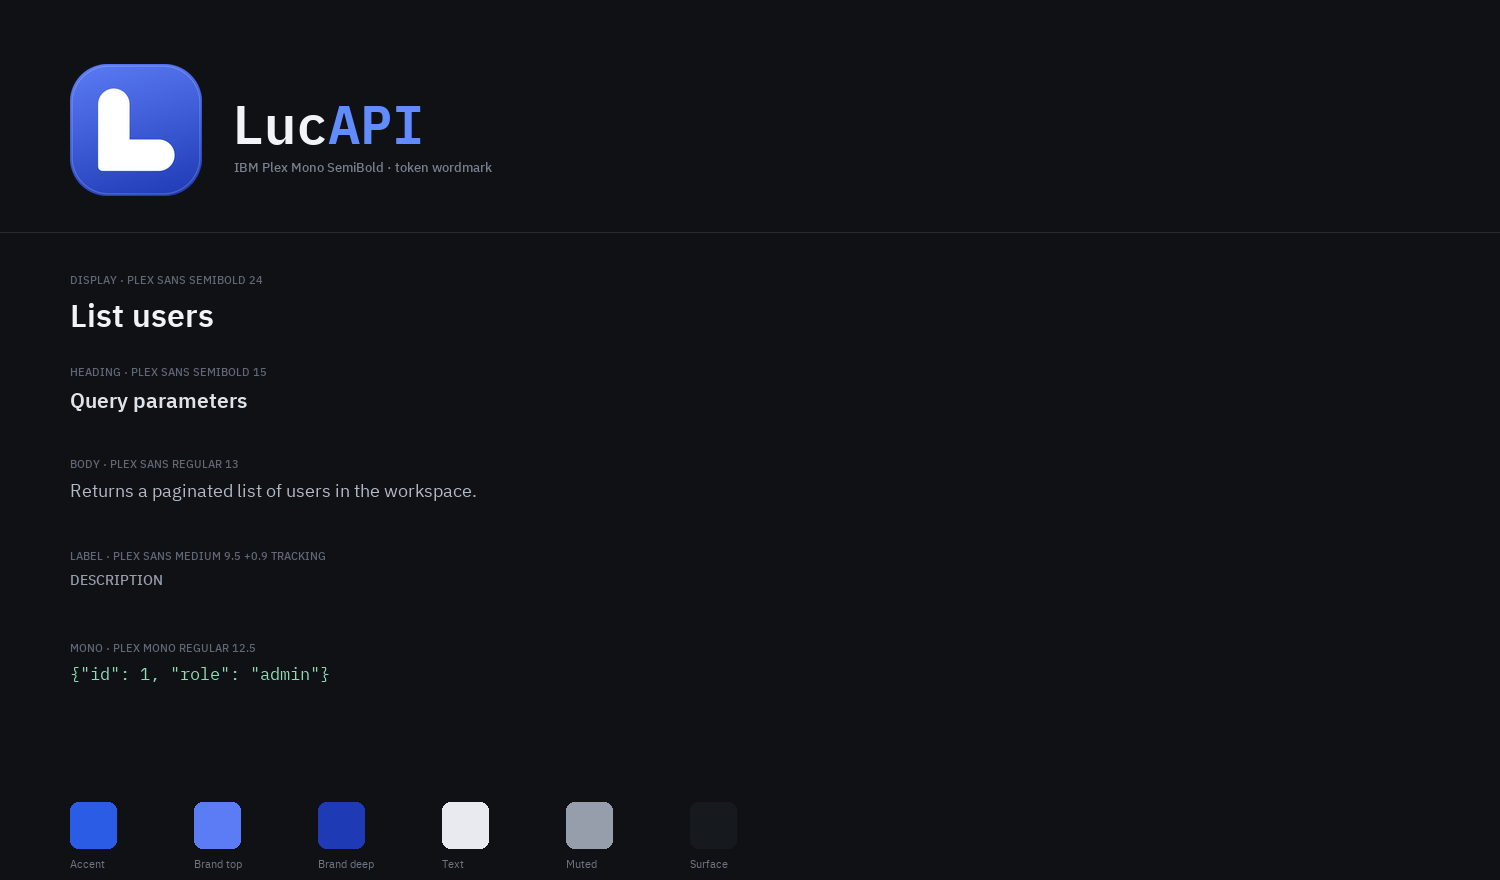 LucAPI
IBM Plex Mono SemiBold · token wordmark
DISPLAY · PLEX SANS SEMIBOLD 24
List users
HEADING · PLEX SANS SEMIBOLD 15
Query parameters
BODY · PLEX SANS REGULAR 13
Returns a paginated list of users in the workspace.
LABEL · PLEX SANS MEDIUM 9.5 +0.9 TRACKING
DESCRIPTION
MONO · PLEX MONO REGULAR 12.5
{"id": 1, "role": "admin"}
Accent Brand top Brand deep Text Muted Surface